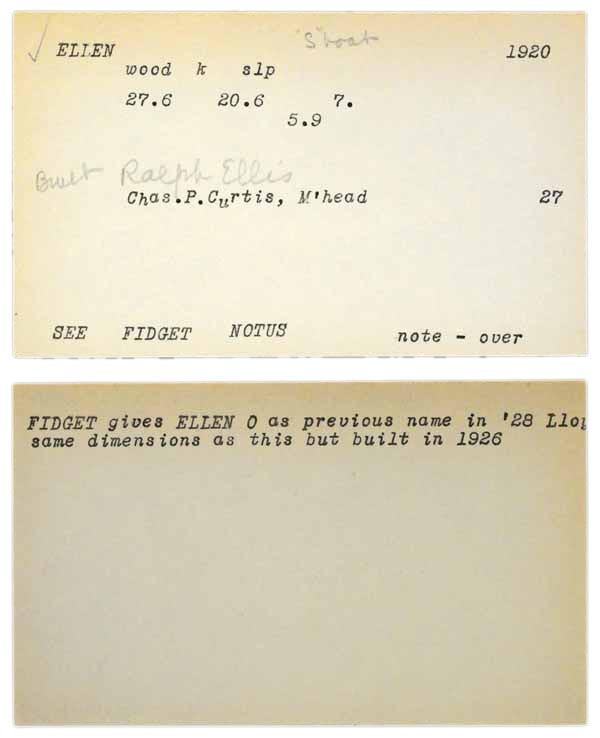 "S" boat
ELLEN 1920
wood k slp
27.6 20.6 7.
5.9
Built Ralph Ellis
Chas.P.Curtis, M'head 27
SEE FIDGET NOTUS note - over
FIDGET gives ELLEN O as previous name in '28 Lloy
same dimensions as this but built in 1926